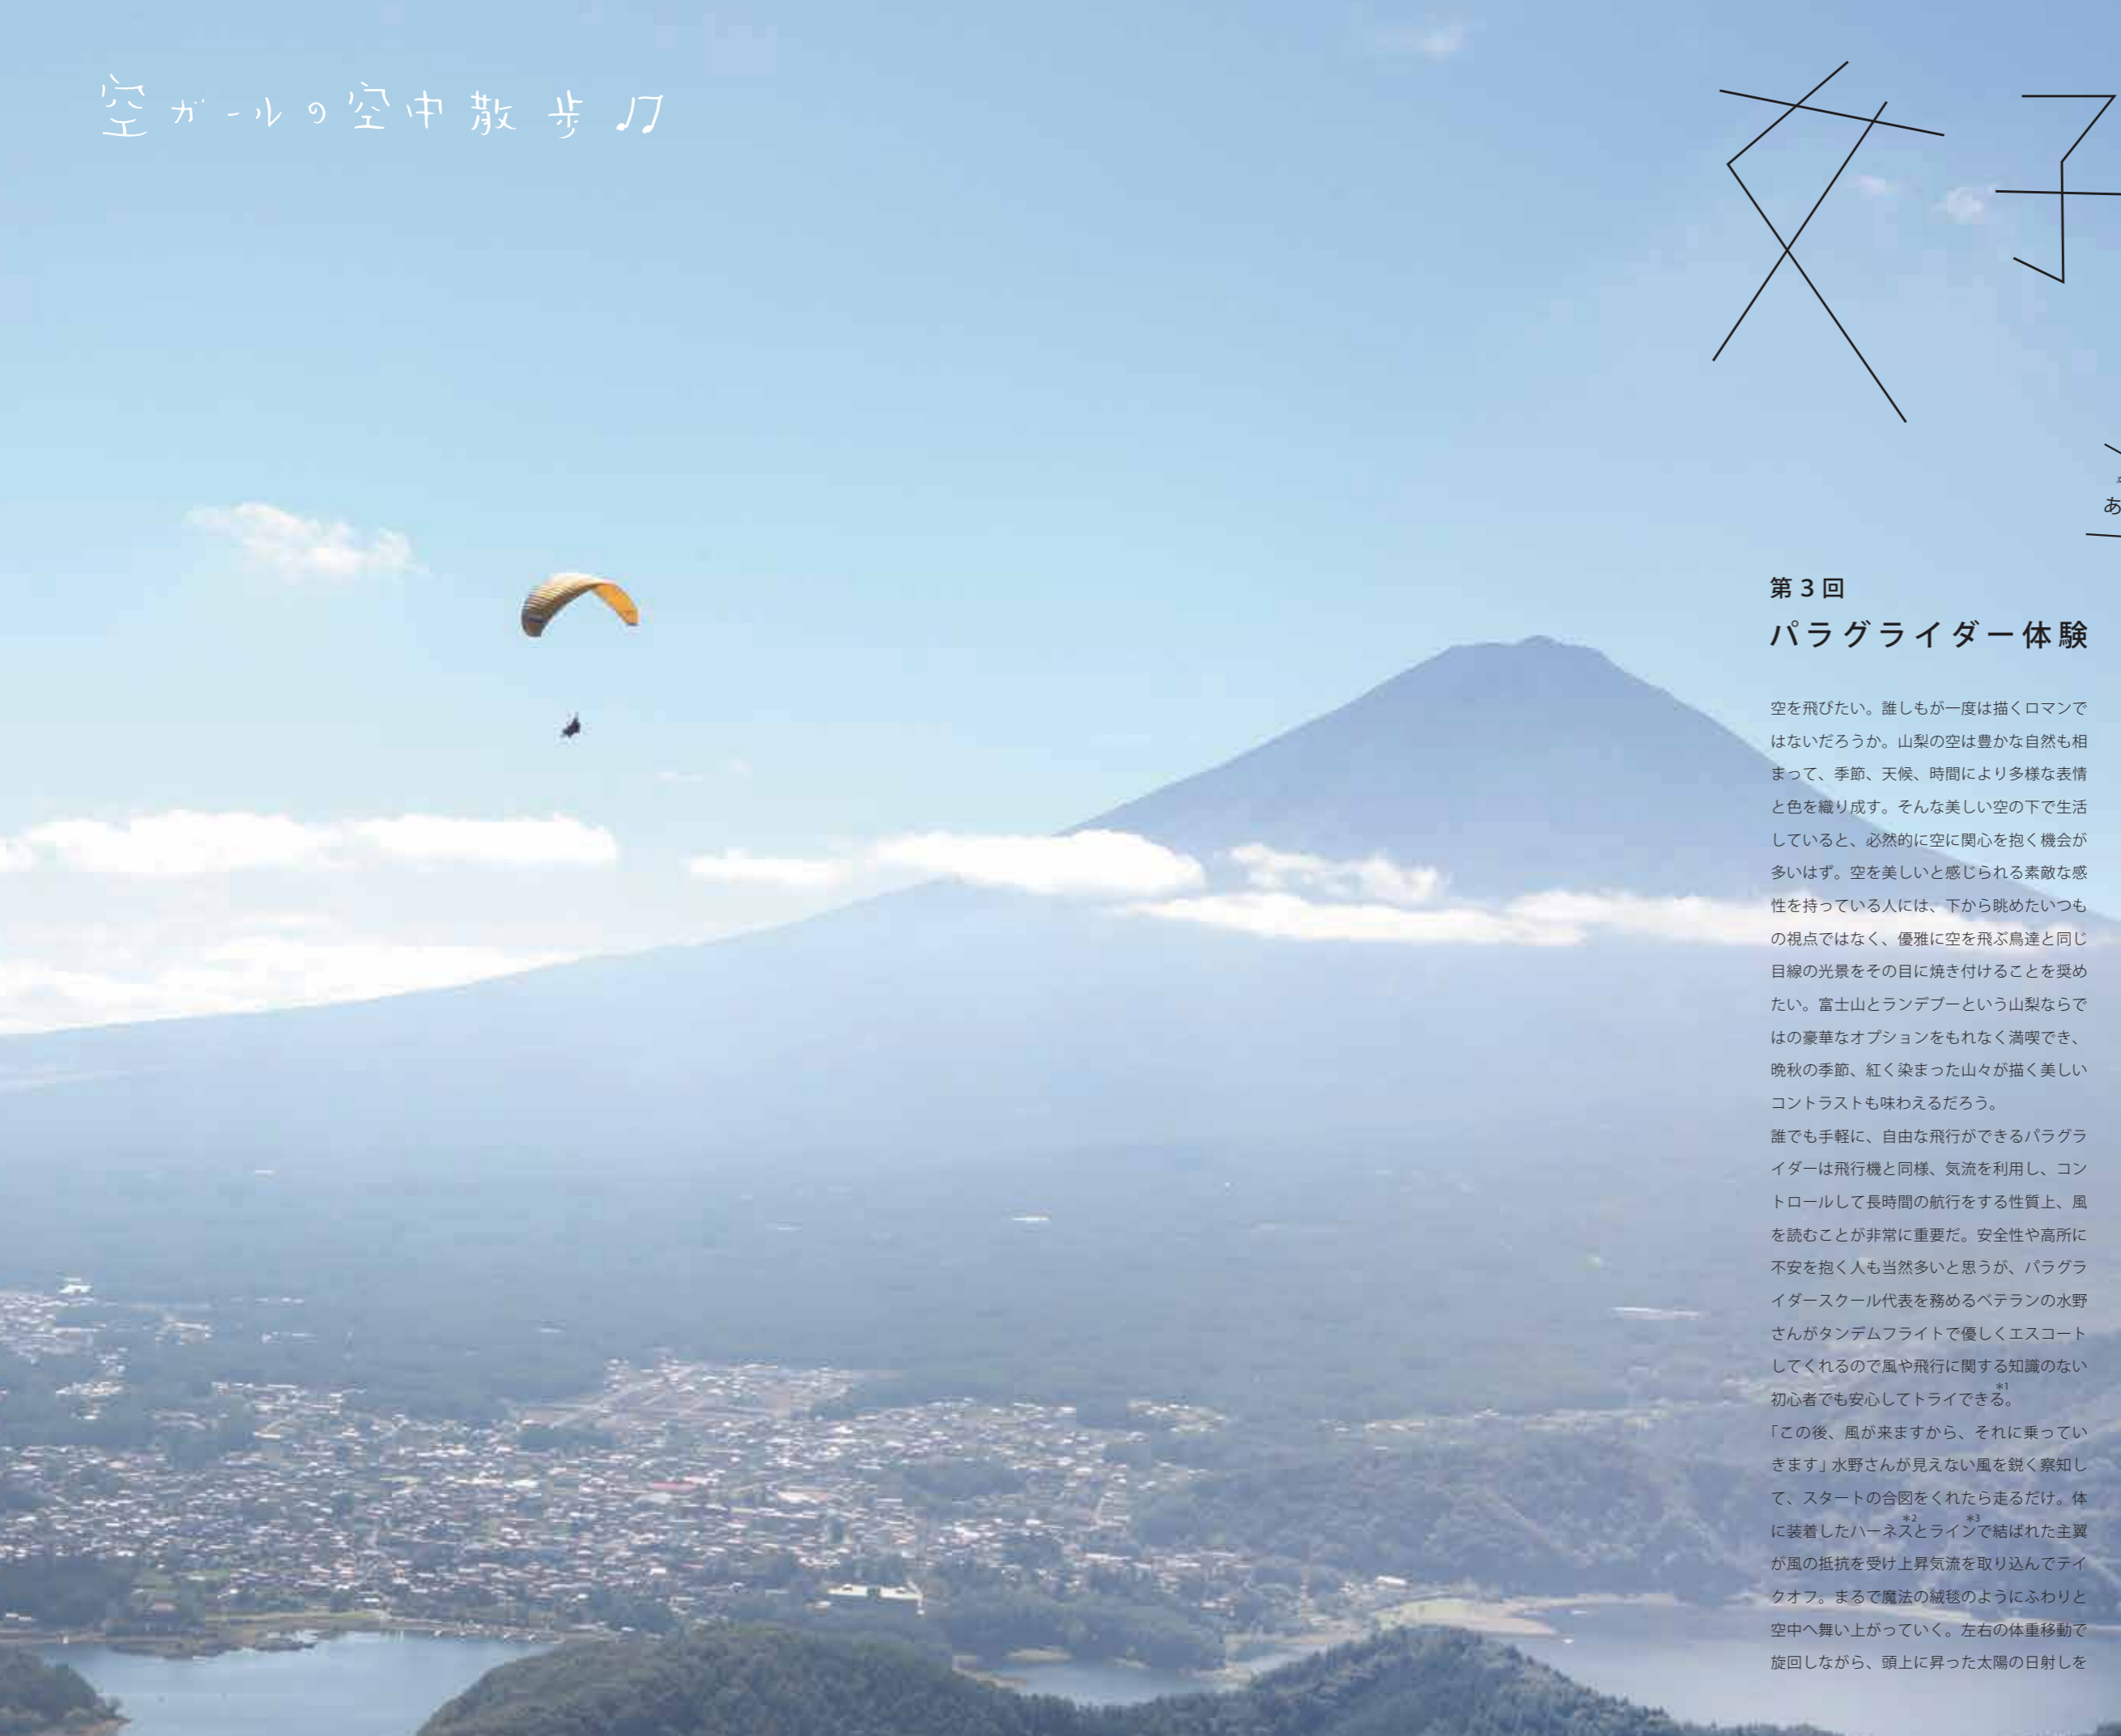 空ガールの空中散歩♫
女子
あ
第3回
パラグライダー体験
空を飛びたい。誰しもが一度は描くロマンで
はないだろうか。山梨の空は豊かな自然も相
まって、季節、天候、時間により多様な表情
と色を織り成す。そんな美しい空の下で生活
していると、必然的に空に関心を抱く機会が
多いはず。空を美しいと感じられる素敵な感
性を持っている人には、下から眺めたいつも
の視点ではなく、優雅に空を飛ぶ鳥達と同じ
目線の光景をその目に焼き付けることを奨め
たい。富士山とランデブーという山梨ならで
はの豪華なオプションをもれなく満喫でき、
晩秋の季節、紅く染まった山々が描く美しい
コントラストも味わえるだろう。
誰でも手軽に、自由な飛行ができるパラグラ
イダーは飛行機と同様、気流を利用し、コン
トロールして長時間の航行をする性質上、風
を読むことが非常に重要だ。安全性や高所に
不安を抱く人も当然多いと思うが、パラグラ
イダースクール代表を務めるベテランの水野
さんがタンデムフライトで優しくエスコート
してくれるので風や飛行に関する知識のない
初心者でも安心してトライできる*1。
「この後、風が来ますから、それに乗ってい
きます」水野さんが見えない風を鋭く察知し
て、スタートの合図をくれたら走るだけ。体
に装着したハーネス*2とライン*3で結ばれた主翼
が風の抵抗を受け上昇気流を取り込んでテイ
クオフ。まるで魔法の絨毯のようにふわりと
空中へ舞い上がっていく。左右の体重移動で
旋回しながら、頭上に昇った太陽の日射しを